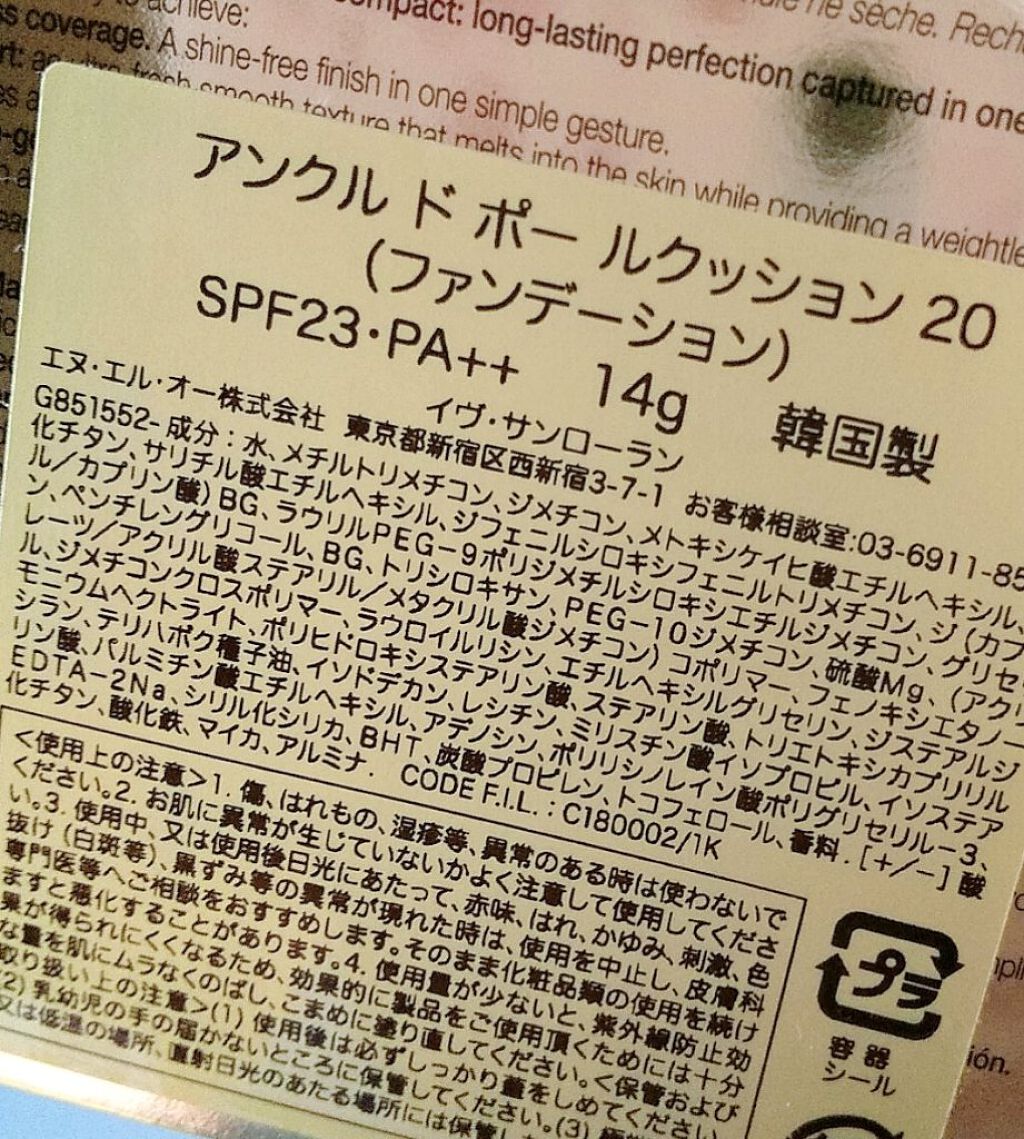 achieve:
compact: long-lasting perfection captured in one
ne sèche. Rech
coverage. A shine-free finish in one simple gesture.
fresh smooth texture that melts into the skin while providing a weightle
アンクル ド ポー ルクッション 20
(ファンデーション)
SPF23・PA++ 14g 韓国製
イヴ・サンローラン
エヌ・エル・オー株式会社 東京都新宿区西新宿3-7-1 お客様相談室:03-6911-85
G851552- 成分:水、メチルトリメチコン、ジメチコン、メトキシケイヒ酸エチルヘキシル、
化チタン、サリチル酸エチルヘキシル、ジフェニルシロキシフェニルトリメチコン、ジ(カプ
ル/カプリン酸)BG、ラウリルPEG-9ポリジメチルシロキシエチルジメチコン、グリセ
ン、ペンチレングリコール、BG、トリシロキサン、PEG-10ジメチコン、硫酸Mg、(アクリ
レーツ/アクリル酸ステアリル/メタクリル酸ジメチコン)コポリマー、フェノキシエタノー
ル、ジメチコンクロスポリマー、ラウロイルリシン、エチルヘキシルグリセリン、ジステアルジ
モニウムヘクトライト、ポリヒドロキシステアリン酸、ステアリン酸、トリエトキシカプリリル
シラン、テリハボク種子油、イソドデカン、レシチン、ミリスチン酸イソプロピル、イソステア
リン酸、パルミチン酸エチルヘキシル、アデノシン、ポリリシノレイン酸ポリグリセリル-3、
EDTA-2Na、シリル化シリカ、BHT、炭酸プロピレン、トコフェロール、香料. [+/-] 酸
化チタン、酸化鉄、マイカ、アルミナ. CODE F.I.L. : C180002/1K
<使用上の注意>1. 傷、はれもの、湿疹等、異常のある時は使わないで
ください。2. お肌に異常が生じていないかよく注意して使用してくださ
い。3. 使用中、又は使用後日光にあたって、赤味、はれ、かゆみ、刺激、色
抜け(白斑等)、黒ずみ等の異常が現れた時は、使用を中止し、皮膚科
専門医等へご相談をおすすめします。そのまま化粧品類の使用を続け
ますと悪化することがあります。4. 使用量が少ないと、紫外線防止効
果が得られにくくなるため、効果的に製品をご使用頂くためには十分
な量を肌にムラなくのばし、こまめに塗り直してください。<保管および
取り扱い上の注意>(1) 使用後は必ずしっかり蓋をしめてください。
(2) 乳幼児の手の届かないところに保管してください。(3)
又は低温の場所、直射日光のあたる場所には保管し
プラ
容器
シール
ión.